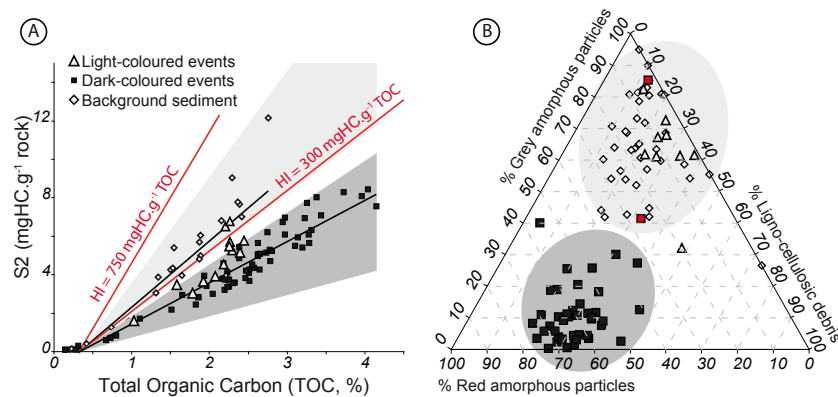 A
Light-coloured events
Dark-coloured events
Background sediment
S2 (mgHC.g-1 rock)
12
8
4
0
HI = 750 mgHC.g-1 TOC
HI = 300 mgHC.g-1 TOC
0 1 2 3 4
Total Organic Carbon (TOC, %)
B
% Grey amorphous particles
100
90
80
70
60
50
40
30
20
10
0
% Ligno-cellulosic debris
0
10
20
30
40
50
60
70
80
90
100
100 90 80 70 60 50 40 30 20 10 0
% Red amorphous particles